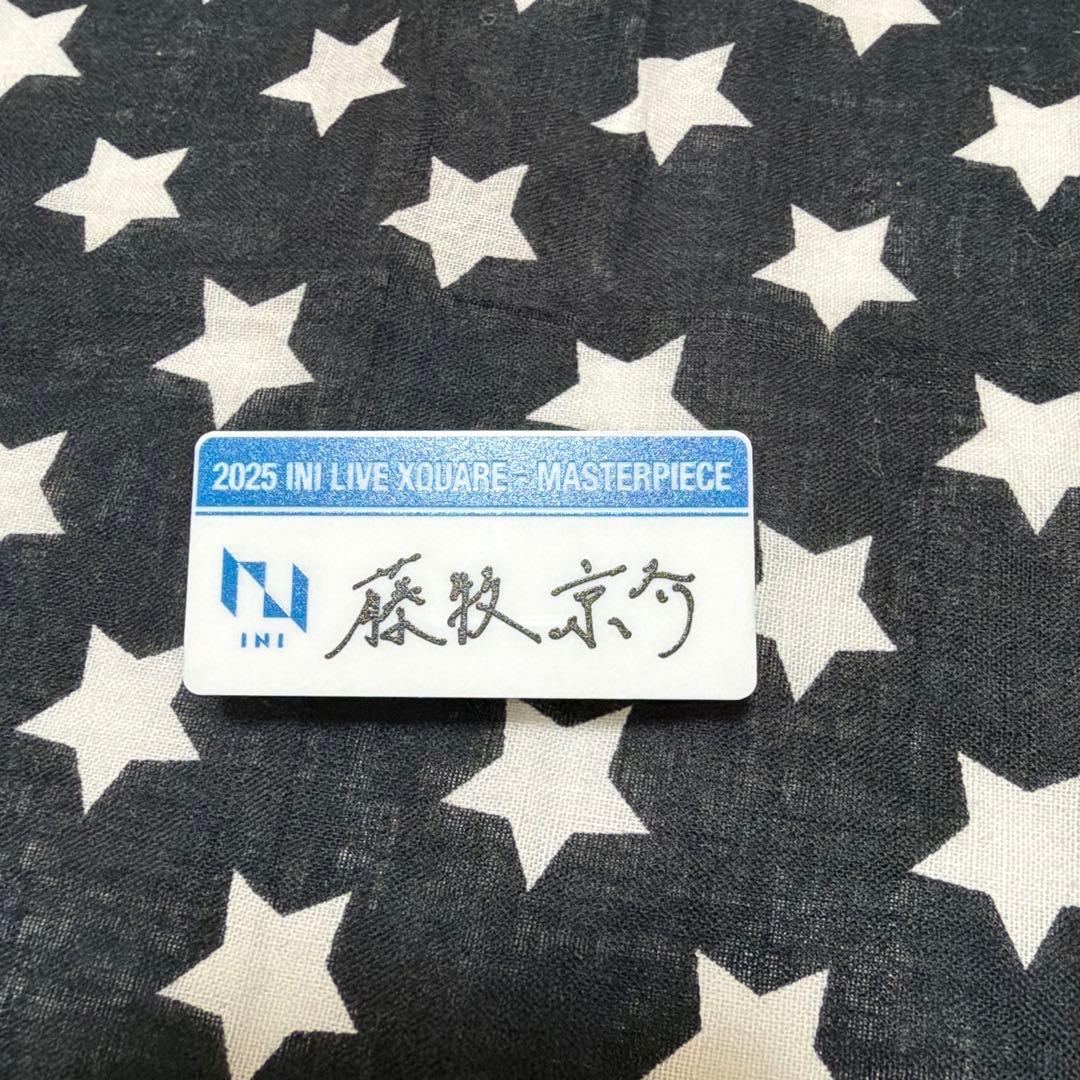 2025 INI LIVE XQUARE - MASTERPIECE
INI
藤牧京介